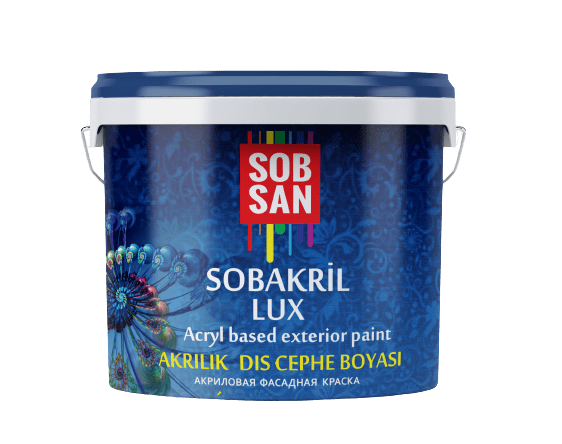 SOB
SAN
SOBAKRİL
LUX
Acryl based exterior paint
AKRILIK DIS CEPHE BOYASI
АКРИЛОВАЯ ФАСАДНАЯ КРАСКА